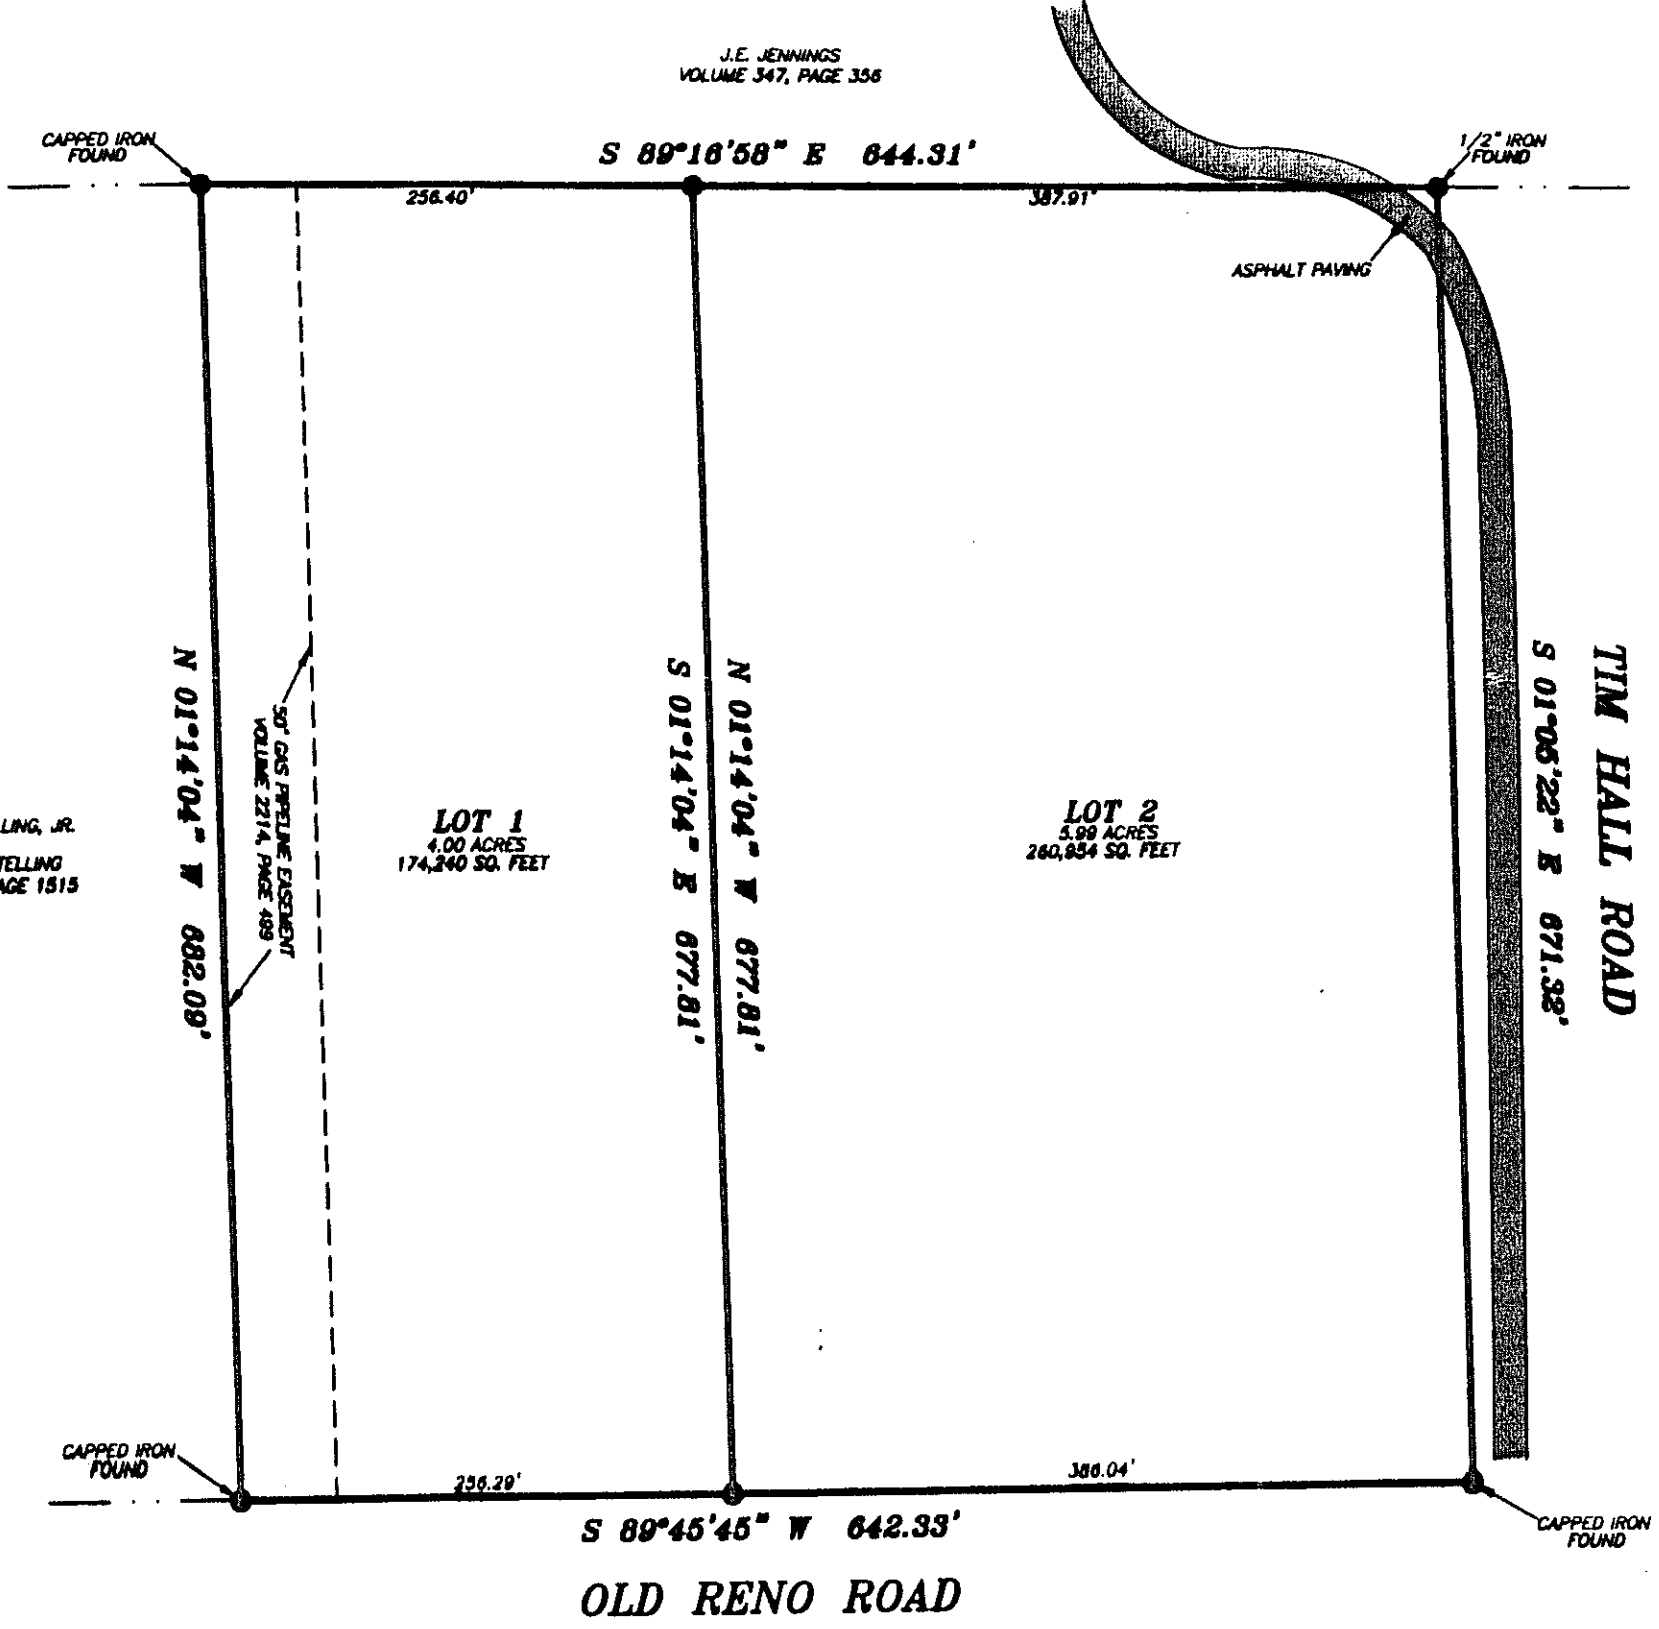 J.E. JENNINGS
VOLUME 347, PAGE 356
CAPPED IRON
FOUND
S 89°16'58" E 644.31'
1/2" IRON
FOUND
256.40'
387.91'
ASPHALT PAVING
N 01°14'04" W 682.09'
50' GAS PIPELINE EASEMENT
VOLUME 2214, PAGE 499
LOT 1
4.00 ACRES
174,240 SQ. FEET
S 01°14'04" E 677.81'
N 01°14'04" W 677.81'
LOT 2
5.99 ACRES
260,954 SQ. FEET
S 01°05'22" E 671.32'
TIM HALL ROAD
LING, JR.
TELLING
AGE 1515
CAPPED IRON
FOUND
256.29'
386.04'
S 89°45'45" W 642.33'
CAPPED IRON
FOUND
OLD RENO ROAD